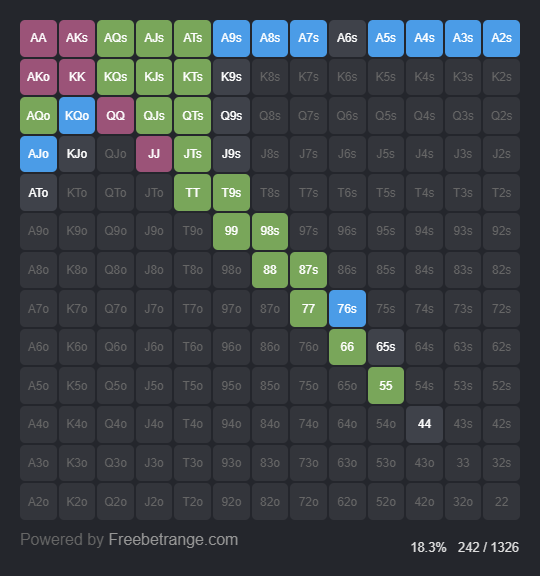 AA AKs AQs AJs ATs A9s A8s A7s A6s A5s A4s A3s A2s
AKo KK KQs KJs KTs K9s K8s K7s K6s K5s K4s K3s K2s
AQo KQo QQ QJs QTs Q9s Q8s Q7s Q6s Q5s Q4s Q3s Q2s
AJo KJo QJo JJ JTs J9s J8s J7s J6s J5s J4s J3s J2s
ATo KTo QTo JTo TT T9s T8s T7s T6s T5s T4s T3s T2s
A9o K9o Q9o J9o T9o 99 98s 97s 96s 95s 94s 93s 92s
A8o K8o Q8o J8o T8o 98o 88 87s 86s 85s 84s 83s 82s
A7o K7o Q7o J7o T7o 97o 87o 77 76s 75s 74s 73s 72s
A6o K6o Q6o J6o T6o 96o 86o 76o 66 65s 64s 63s 62s
A5o K5o Q5o J5o T5o 95o 85o 75o 65o 55 54s 53s 52s
A4o K4o Q4o J4o T4o 94o 84o 74o 64o 54o 44 43s 42s
A3o K3o Q3o J3o T3o 93o 83o 73o 63o 53o 43o 33 32s
A2o K2o Q2o J2o T2o 92o 82o 72o 62o 52o 42o 32o 22
Powered by Freebetrange.com
18.3% 242 / 1326